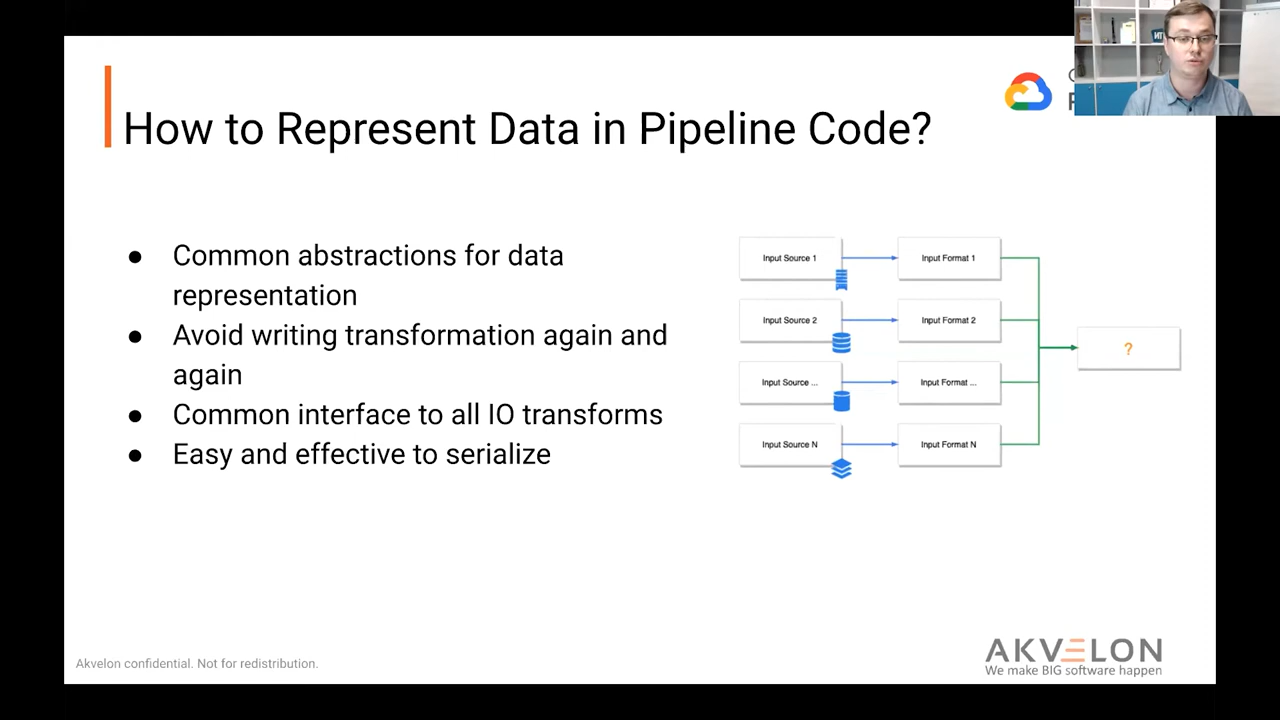 How to Represent Data in Pipeline Code?
● Common abstractions for data
representation
● Avoid writing transformation again and
again
● Common interface to all IO transforms
● Easy and effective to serialize
Input Source 1
Input Format 1
Input Source 2
Input Format 2
?
Input Source ...
Input Format ...
Input Source N
Input Format N
Akvelon confidential. Not for redistribution.
AKVELON
We make BIG software happen